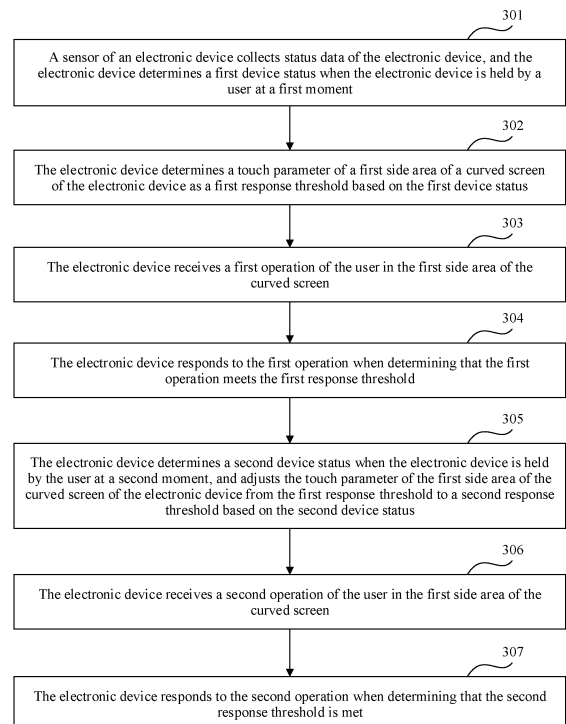 301
A sensor of an electronic device collects status data of the electronic device, and the
electronic device determines a first device status when the electronic device is held by a
user at a first moment
302
The electronic device determines a touch parameter of a first side area of a curved screen
of the electronic device as a first response threshold based on the first device status
303
The electronic device receives a first operation of the user in the first side area of the
curved screen
304
The electronic device responds to the first operation when determining that the first
operation meets the first response threshold
305
The electronic device determines a second device status when the electronic device is held
by the user at a second moment, and adjusts the touch parameter of the first side area of the
curved screen of the electronic device from the first response threshold to a second response
threshold based on the second device status
306
The electronic device receives a second operation of the user in the first side area of the
curved screen
307
The electronic device responds to the second operation when determining that the second
response threshold is met